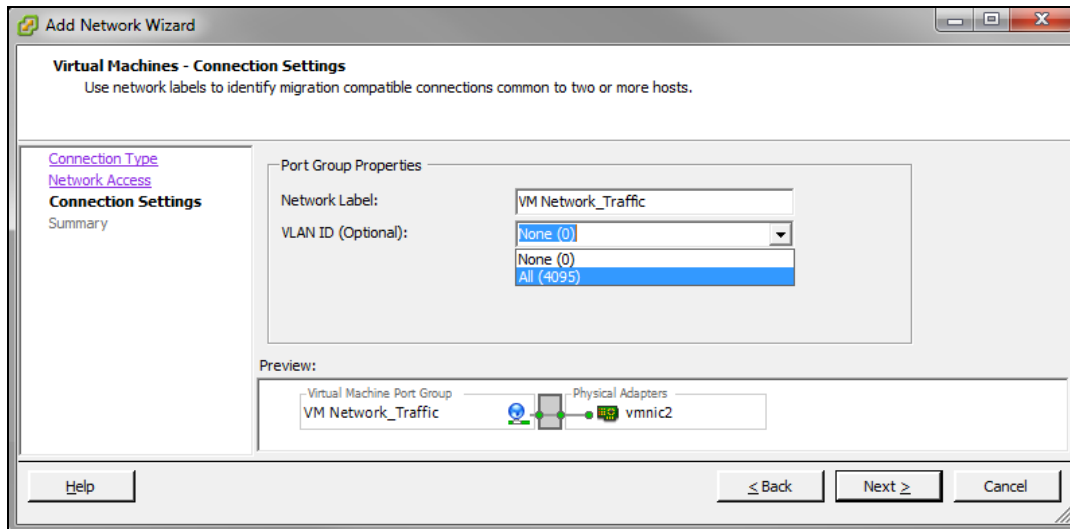 Add Network Wizard
Virtual Machines - Connection Settings
Use network labels to identify migration compatible connections common to two or more hosts.
Connection Type
Network Access
Connection Settings
Summary
Port Group Properties
Network Label:
VM Network_Traffic
VLAN ID (Optional):
None (0)
None (0)
All (4095)
Preview:
Virtual Machine Port Group
Physical Adapters
VM Network_Traffic
vmnic2
Help
< Back
Next >
Cancel